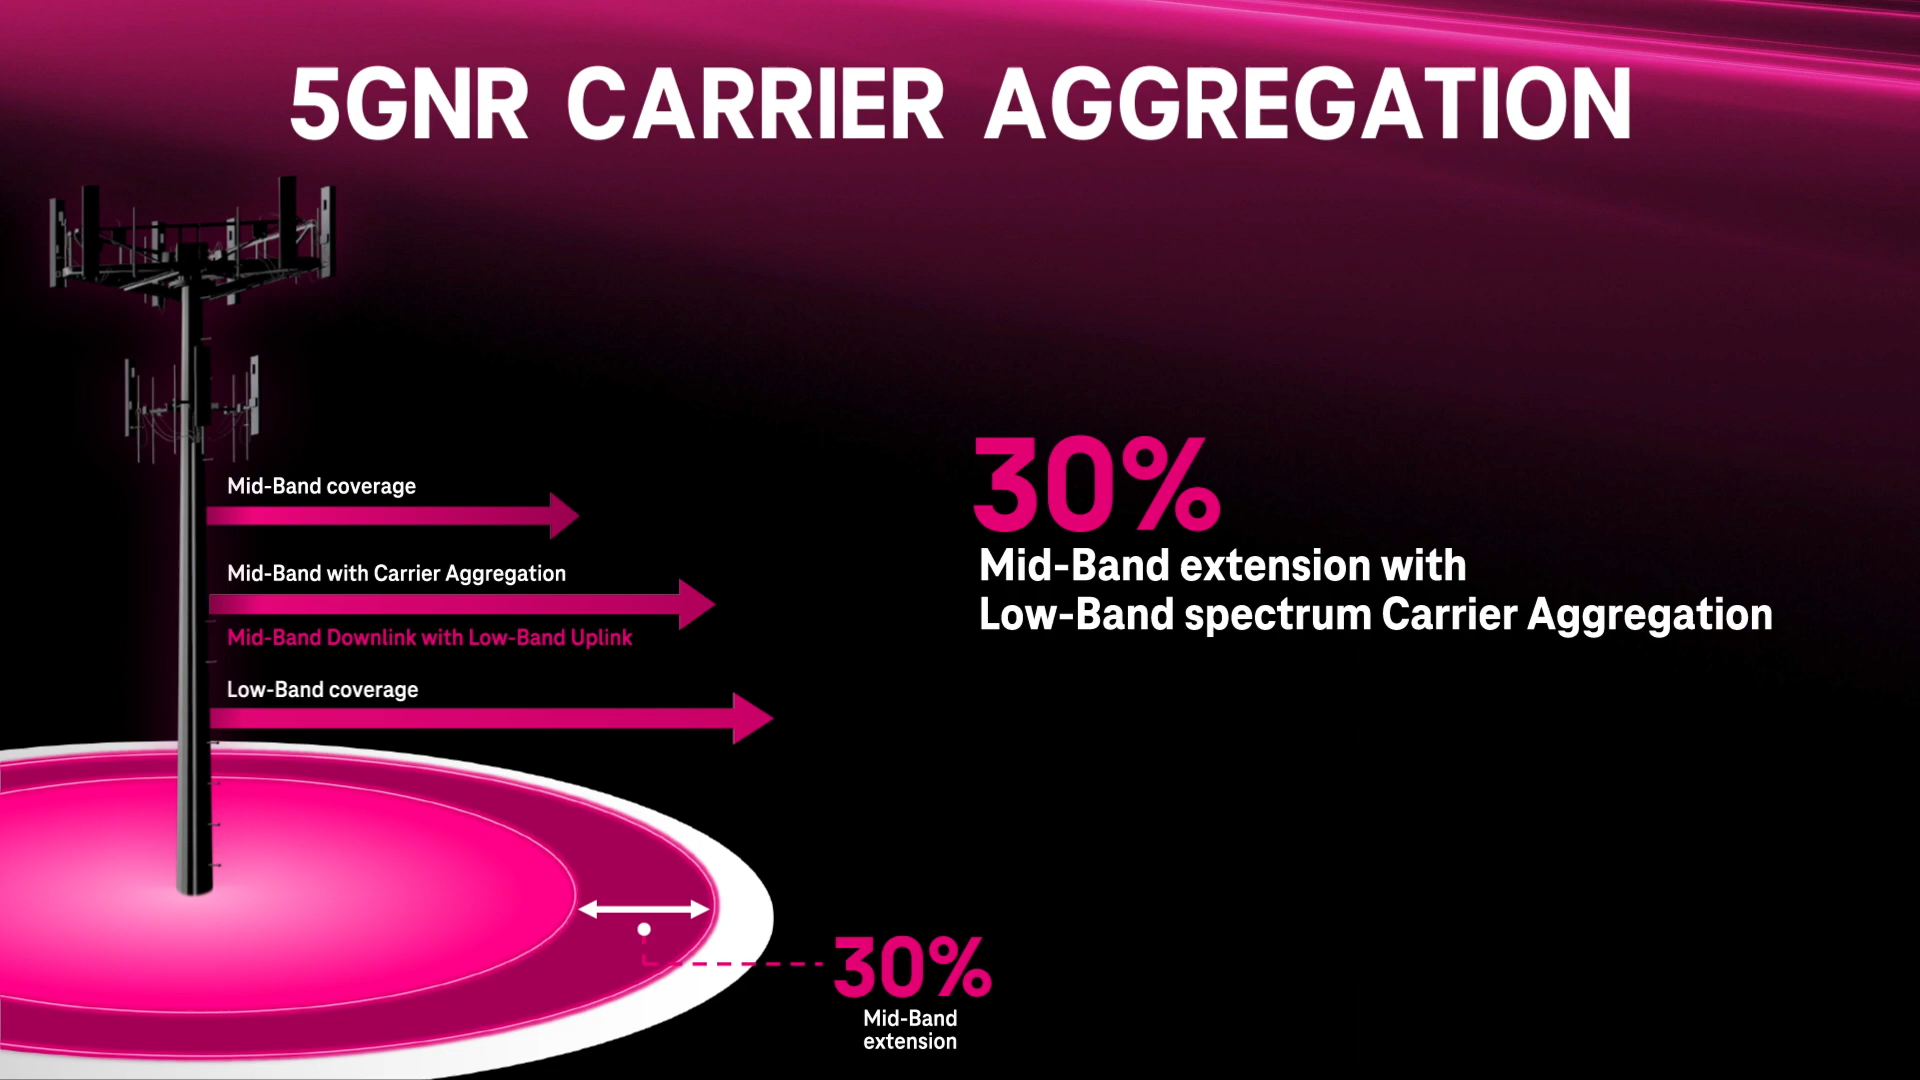 5GNR CARRIER AGGREGATION
Mid-Band coverage
Mid-Band with Carrier Aggregation
Mid-Band Downlink with Low-Band Uplink
Low-Band coverage
30%
Mid-Band extension with
Low-Band spectrum Carrier Aggregation
30%
Mid-Band
extension